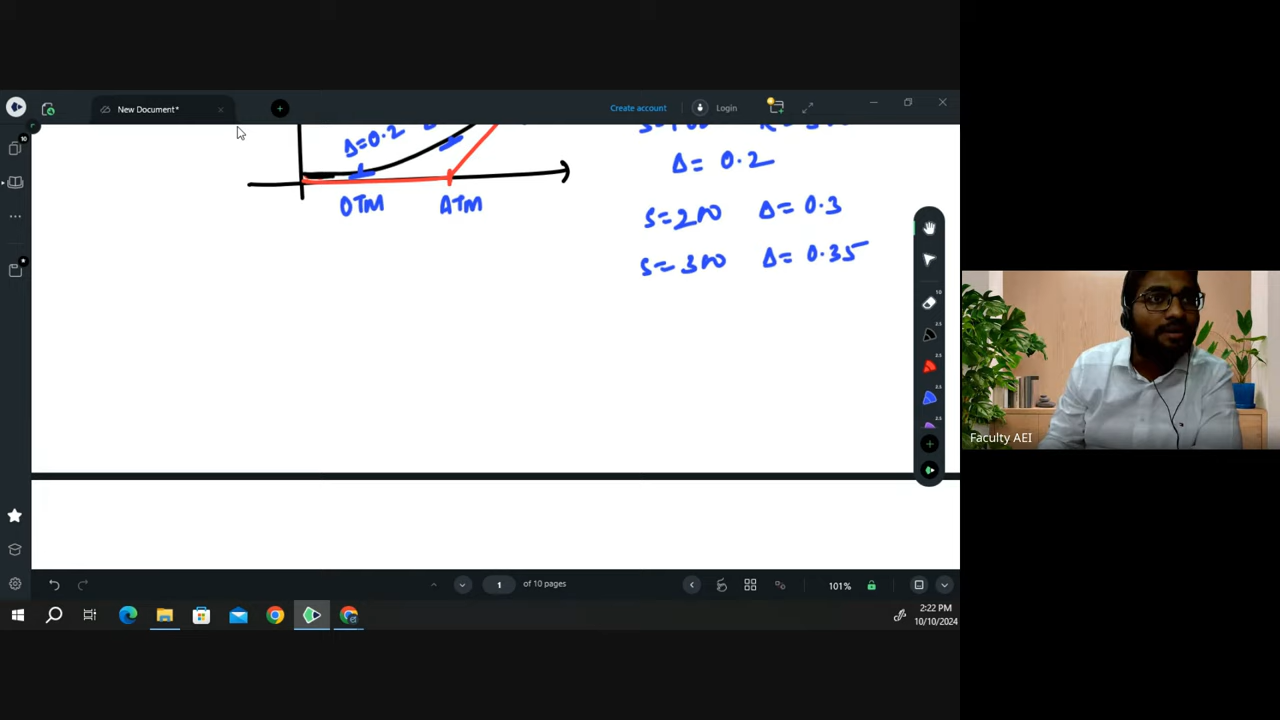 New Document*
Create account
Login
Δ=0.2
Δ= 0.2
OTM
ATM
S=200 Δ= 0.3
S=300 Δ= 0.35
Faculty AEI
1 of 10 pages
101%
2:22 PM
10/10/2024